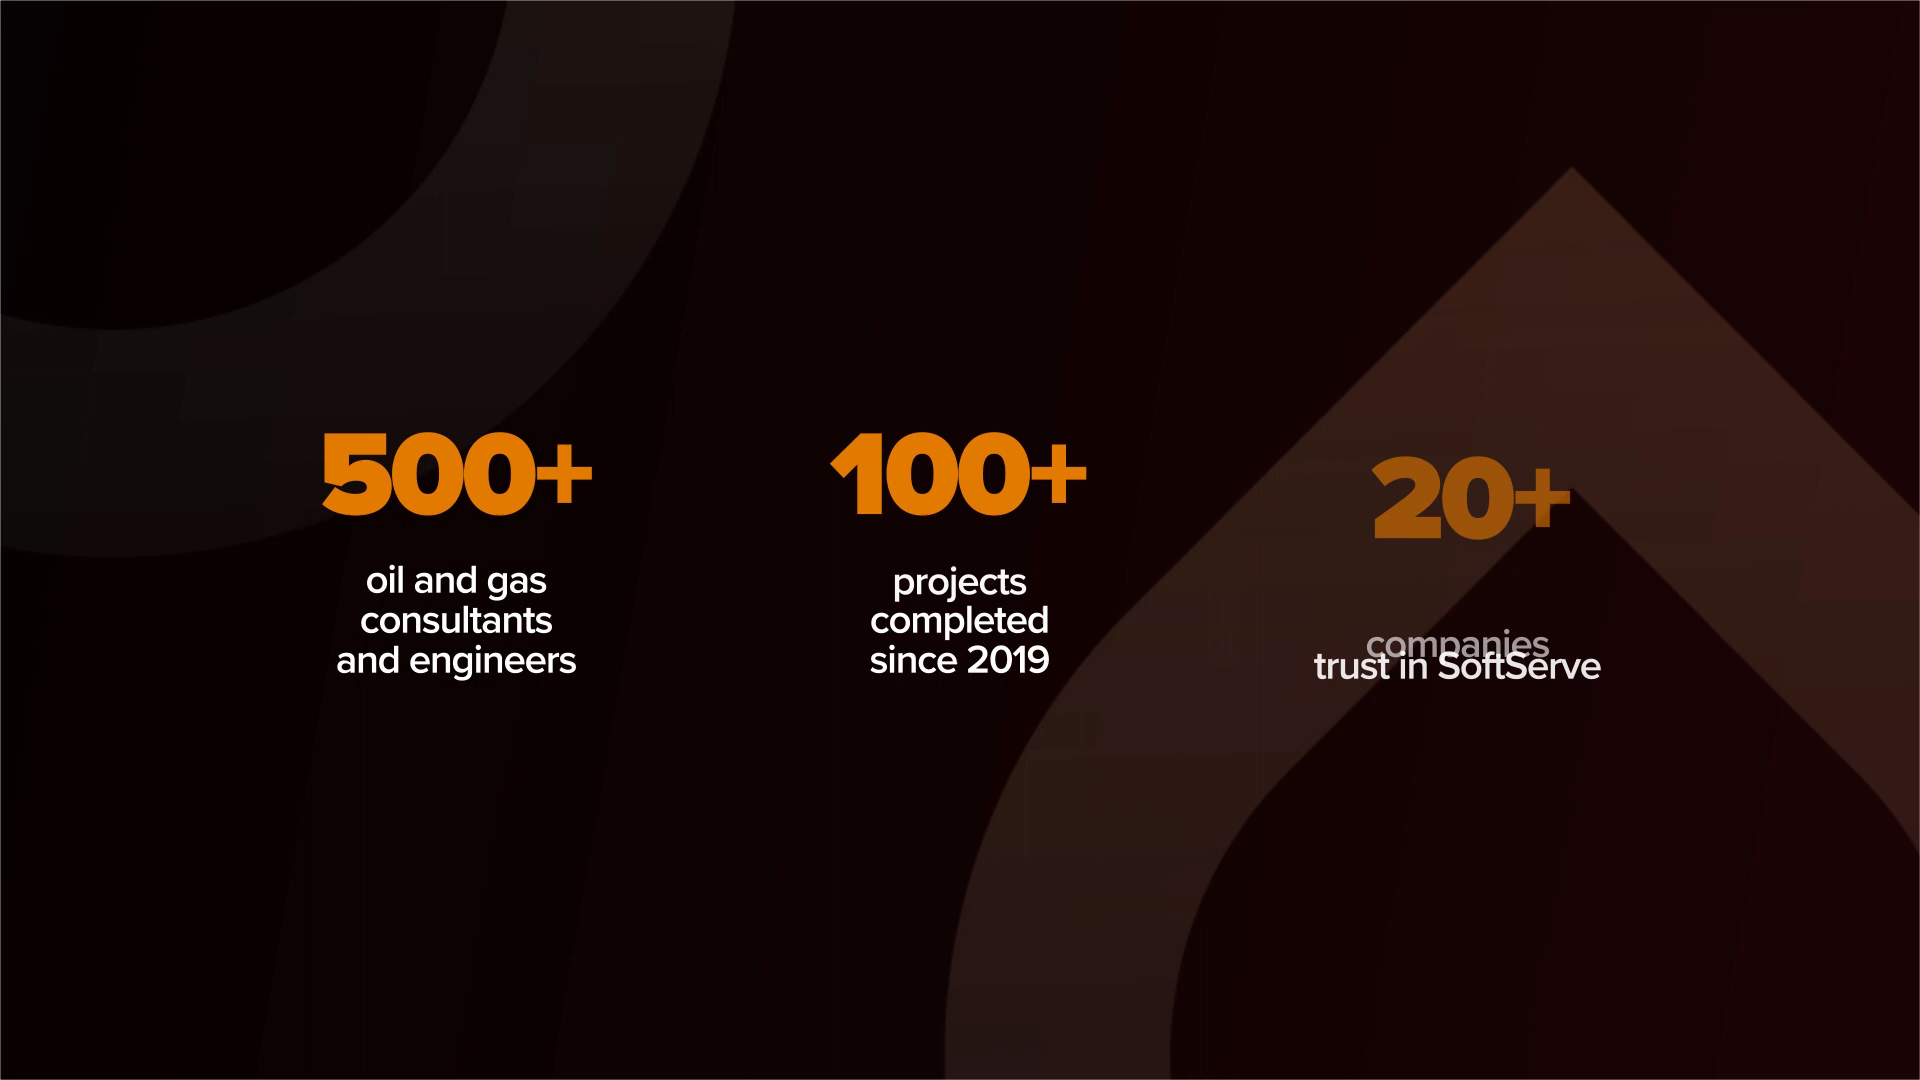 500+
oil and gas
consultants
and engineers
100+
projects
completed
since 2019
20+
companies
trust in SoftServe